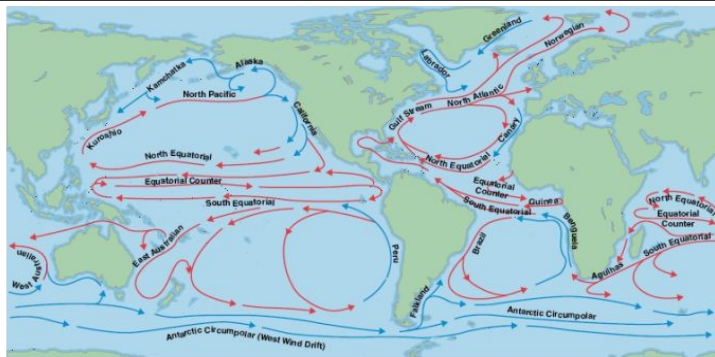 Greenland
Norwegian
Labrador
Alaska
Kamchatka
North Pacific
California
Kuroshio
Gulf Stream
North Atlantic
Canary
North Equatorial
North Equatorial
Equatorial Counter
Equatorial
Counter
Guinea
South Equatorial
South Equatorial
North Equatorial
Equatorial
Counter
South Equatorial
East Australian
West Australian
Peru
Brazil
Benguela
Agulhas
Falkland
Antarctic Circumpolar
Antarctic Circumpolar (West Wind Drift)